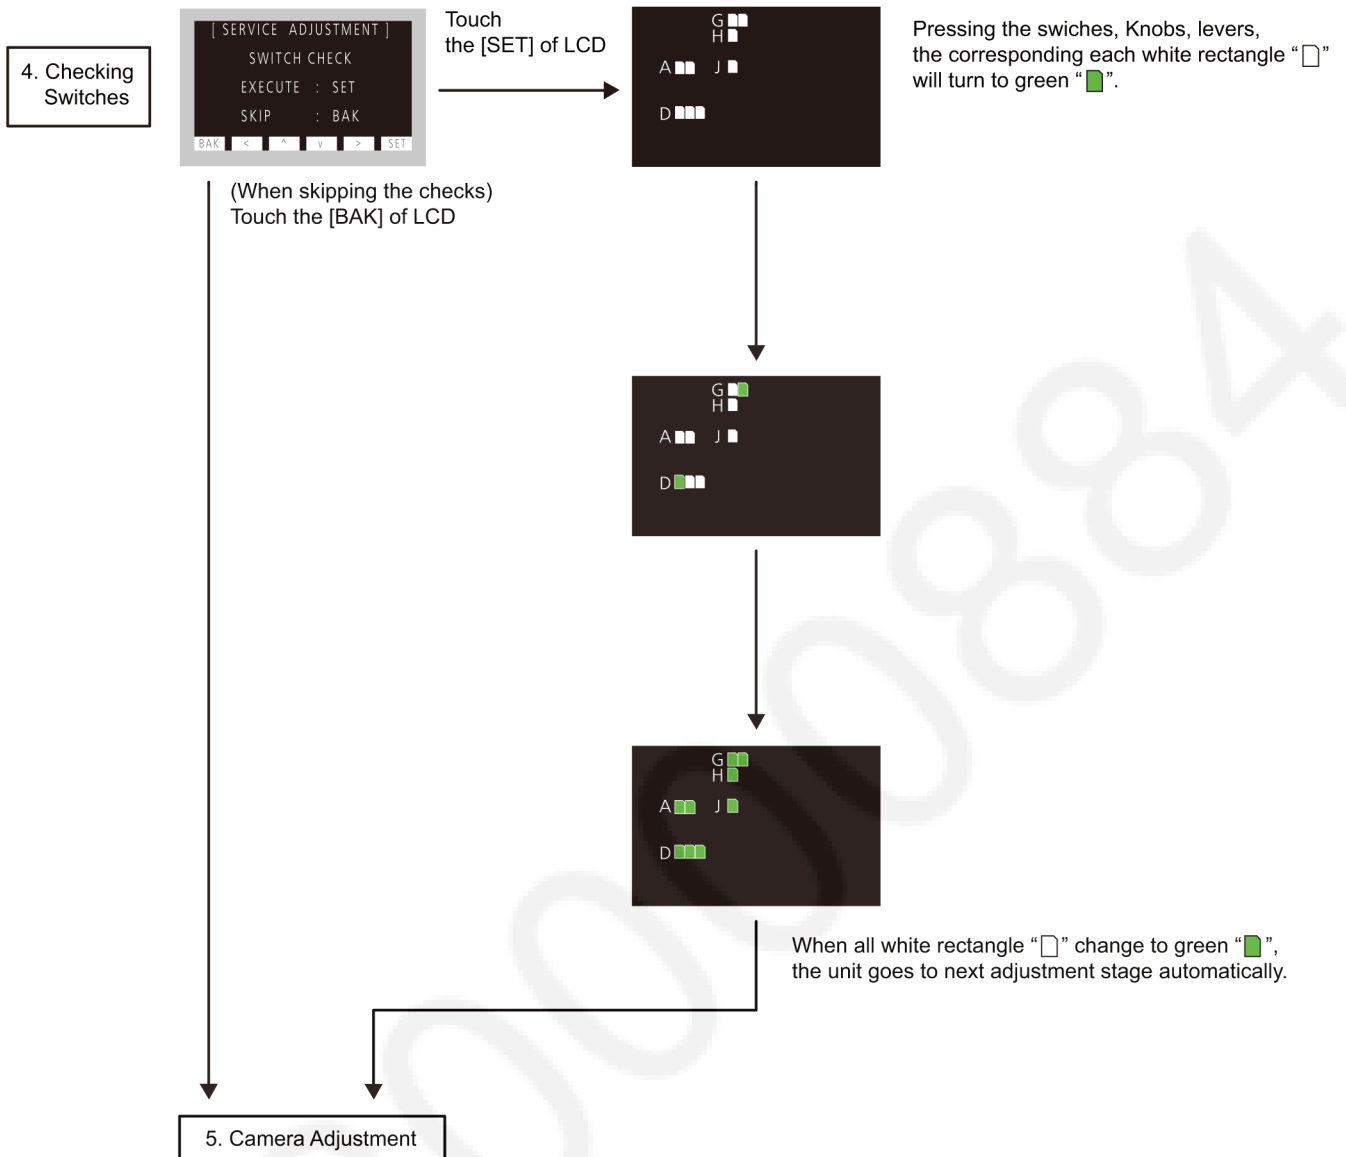 4. Checking
Switches
[ SERVICE ADJUSTMENT ]
SWITCH CHECK
EXECUTE : SET
SKIP : BAK
BAK < ^ v > SET
Touch
the [SET] of LCD
G
H
A J
D
Pressing the swiches, Knobs, levers,
the corresponding each white rectangle “ ”
will turn to green “ ”.
(When skipping the checks)
Touch the [BAK] of LCD
G
H
A J
D
G
H
A J
D
When all white rectangle “ ” change to green “ ”,
the unit goes to next adjustment stage automatically.
5. Camera Adjustment